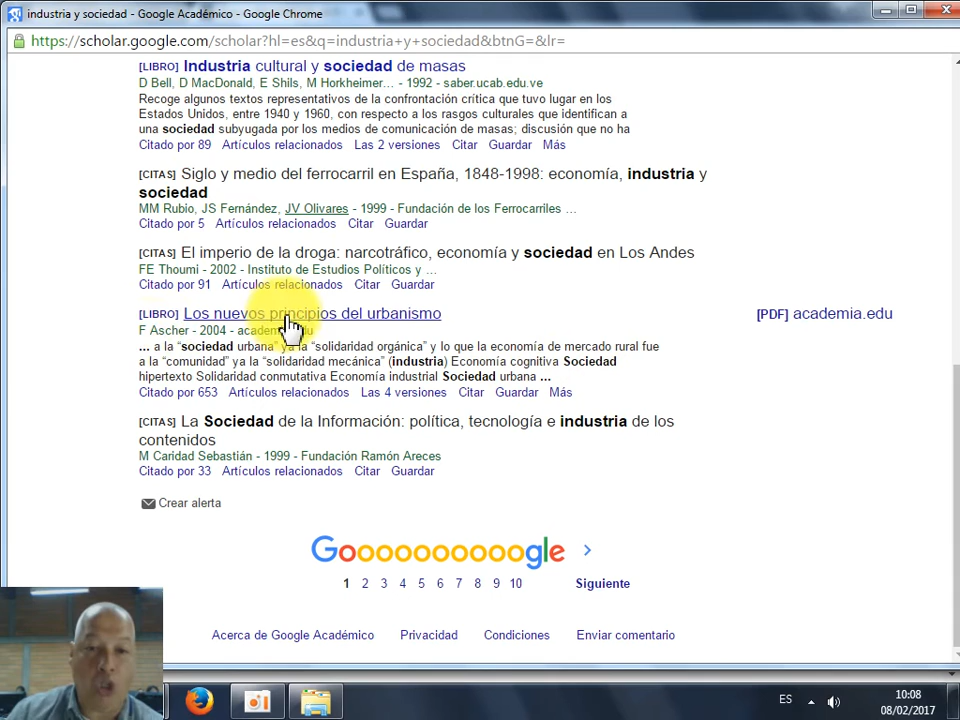 industria y sociedad - Google Académico - Google Chrome
https://scholar.google.com/scholar?hl=es&q=industria+y+sociedad&btnG=&lr=
[LIBRO] Industria cultural y sociedad de masas
D Bell, D MacDonald, E Shils, M Horkheimer… - 1992 - saber.ucab.edu.ve
Recoge algunos textos representativos de la confrontación crítica que tuvo lugar en los
Estados Unidos, entre 1940 y 1960, con respecto a los rasgos culturales que identifican a
una sociedad subyugada por los medios de comunicación de masas; discusión que no ha
Citado por 89 Artículos relacionados Las 2 versiones Citar Guardar Más
[CITAS] Siglo y medio del ferrocarril en España, 1848-1998: economía, industria y
sociedad
MM Rubio, JS Fernández, JV Olivares - 1999 - Fundación de los Ferrocarriles …
Citado por 5 Artículos relacionados Citar Guardar
[CITAS] El imperio de la droga: narcotráfico, economía y sociedad en Los Andes
FE Thoumi - 2002 - Instituto de Estudios Políticos y …
Citado por 91 Artículos relacionados Citar Guardar
[LIBRO] Los nuevos principios del urbanismo [PDF] academia.edu
F Ascher - 2004 - academia.edu
... a la “sociedad urbana” ya la “solidaridad orgánica” y lo que la economía de mercado rural fue
a la “comunidad” ya la “solidaridad mecánica” (industria) Economía cognitiva Sociedad
hipertexto Solidaridad conmutativa Economía industrial Sociedad urbana ...
Citado por 653 Artículos relacionados Las 4 versiones Citar Guardar Más
[CITAS] La Sociedad de la Información: política, tecnología e industria de los
contenidos
M Caridad Sebastián - 1999 - Fundación Ramón Areces
Citado por 33 Artículos relacionados Citar Guardar
Crear alerta
Goooooooooogle >
1 2 3 4 5 6 7 8 9 10 Siguiente
Acerca de Google Académico Privacidad Condiciones Enviar comentario
ES 10:08
08/02/2017